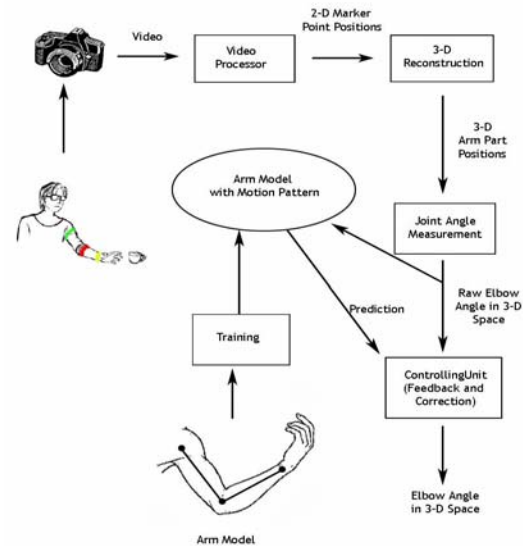 2-D Marker
Point Positions
Video
Video
Processor
3-D
Reconstruction
3-D
Arm Part
Positions
Arm Model
with Motion Pattern
Joint Angle
Measurement
Raw Elbow
Angle in 3-D
Space
Prediction
Training
ControllingUnit
(Feedback and
Correction)
Elbow Angle
in 3-D Space
Arm Model